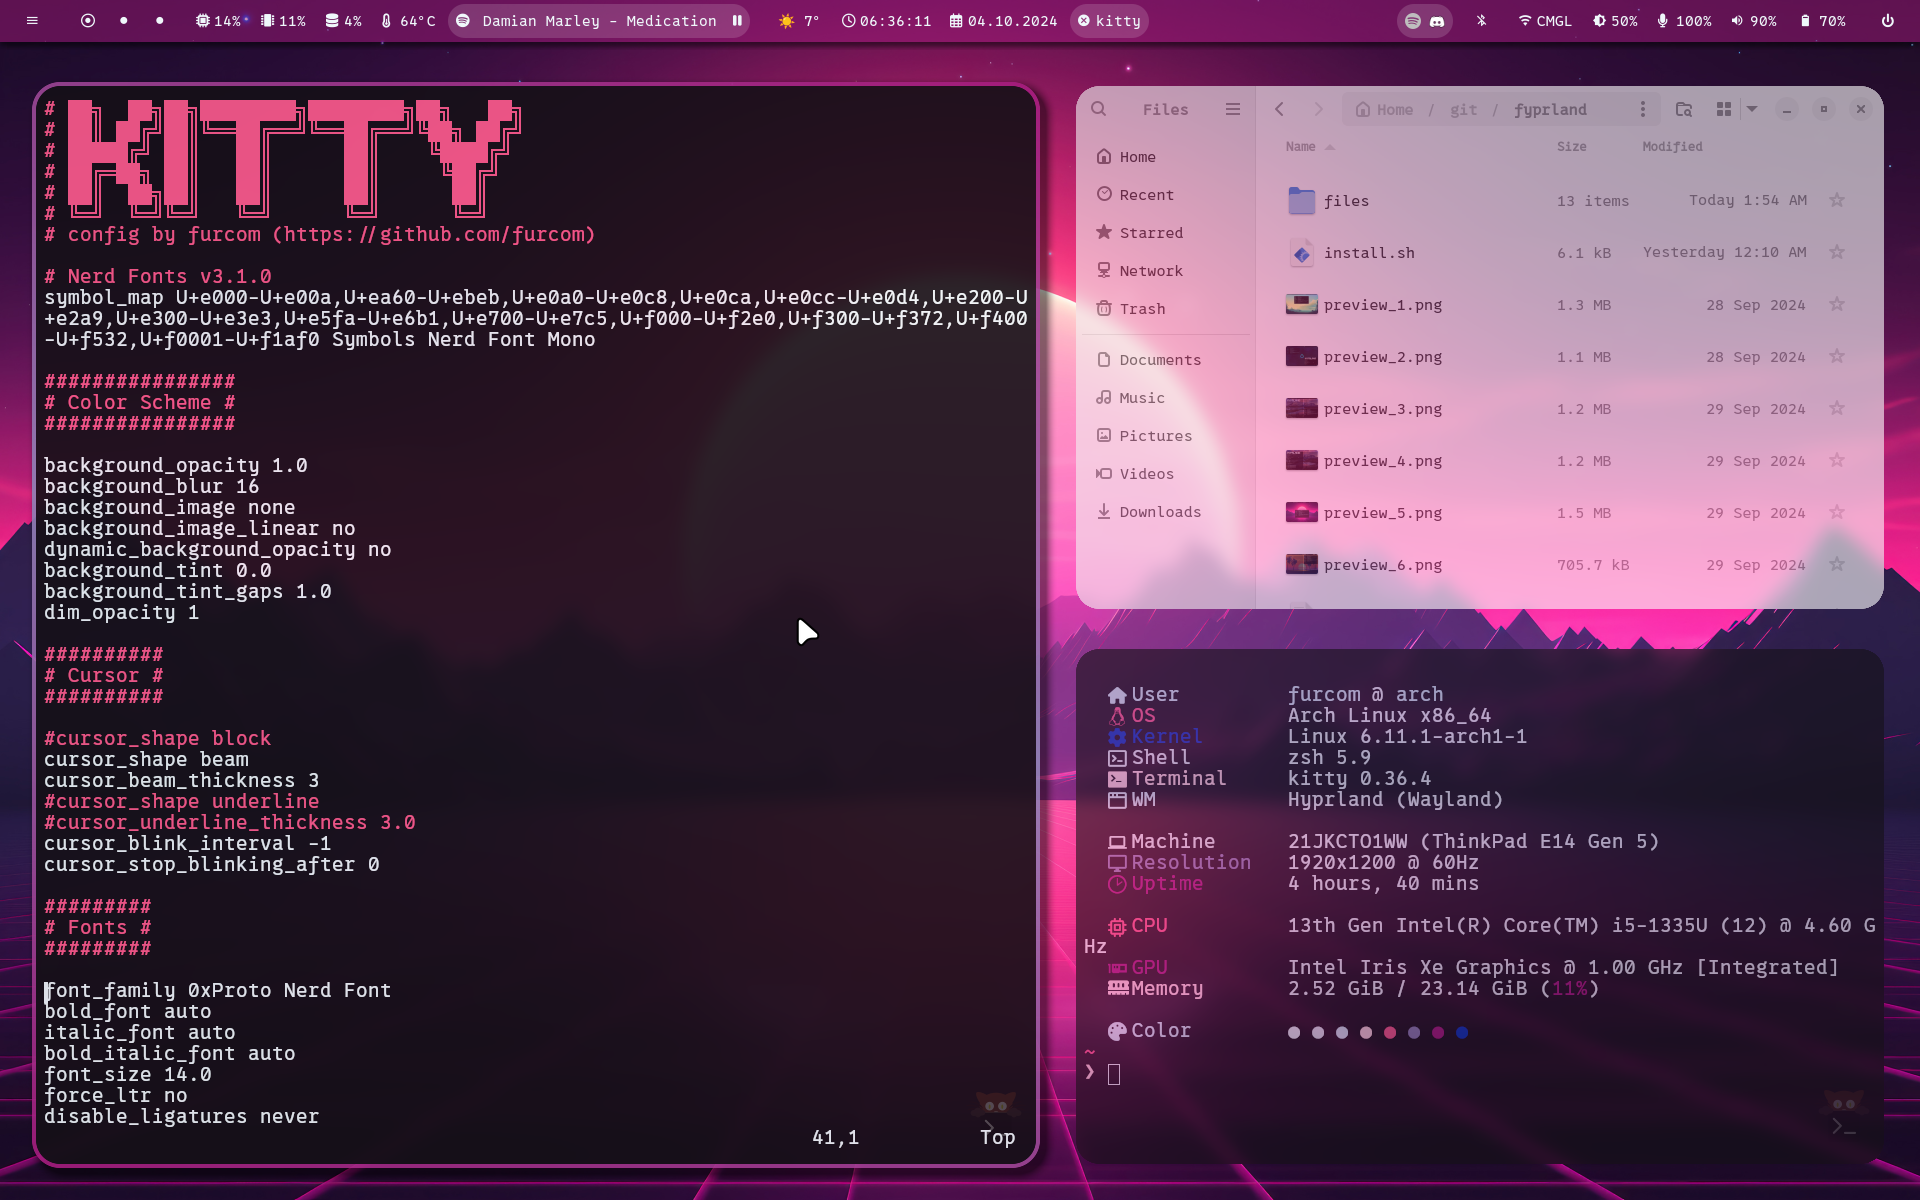 14% 11% 4% 64°C Damian Marley - Medication 7° 06:36:11 04.10.2024 kitty CMGL 50% 100% 90% 70%
#
#
#
#
#
#
KITTY
# config by furcom (https://github.com/furcom)
# Nerd Fonts v3.1.0
symbol_map U+e000-U+e00a,U+ea60-U+ebeb,U+e0a0-U+e0c8,U+e0ca,U+e0cc-U+e0d4,U+e200-U
+e2a9,U+e300-U+e3e3,U+e5fa-U+e6b1,U+e700-U+e7c5,U+f000-U+f2e0,U+f300-U+f372,U+f400
-U+f532,U+f0001-U+f1af0 Symbols Nerd Font Mono
################
# Color Scheme #
################
background_opacity 1.0
background_blur 16
background_image none
background_image_linear no
dynamic_background_opacity no
background_tint 0.0
background_tint_gaps 1.0
dim_opacity 1
##########
# Cursor #
##########
#cursor_shape block
cursor_shape beam
cursor_beam_thickness 3
#cursor_shape underline
#cursor_underline_thickness 3.0
cursor_blink_interval -1
cursor_stop_blinking_after 0
#########
# Fonts #
#########
font_family 0xProto Nerd Font
bold_font auto
italic_font auto
bold_italic_font auto
font_size 14.0
force_ltr no
disable_ligatures never
41,1 Top
Files
Home / git / fyprland
Home
Recent
Starred
Network
Trash
Documents
Music
Pictures
Videos
Downloads
Name Size Modified
files 13 items Today 1:54 AM
install.sh 6.1 kB Yesterday 12:10 AM
preview_1.png 1.3 MB 28 Sep 2024
preview_2.png 1.1 MB 28 Sep 2024
preview_3.png 1.2 MB 29 Sep 2024
preview_4.png 1.2 MB 29 Sep 2024
preview_5.png 1.5 MB 29 Sep 2024
preview_6.png 705.7 kB 29 Sep 2024
User furcom @ arch
OS Arch Linux x86_64
Kernel Linux 6.11.1-arch1-1
Shell zsh 5.9
Terminal kitty 0.36.4
WM Hyprland (Wayland)
Machine 21JKCTO1WW (ThinkPad E14 Gen 5)
Resolution 1920x1200 @ 60Hz
Uptime 4 hours, 40 mins
CPU 13th Gen Intel(R) Core(TM) i5-1335U (12) @ 4.60 G
Hz
GPU Intel Iris Xe Graphics @ 1.00 GHz [Integrated]
Memory 2.52 GiB / 23.14 GiB (11%)
Color
~
❯